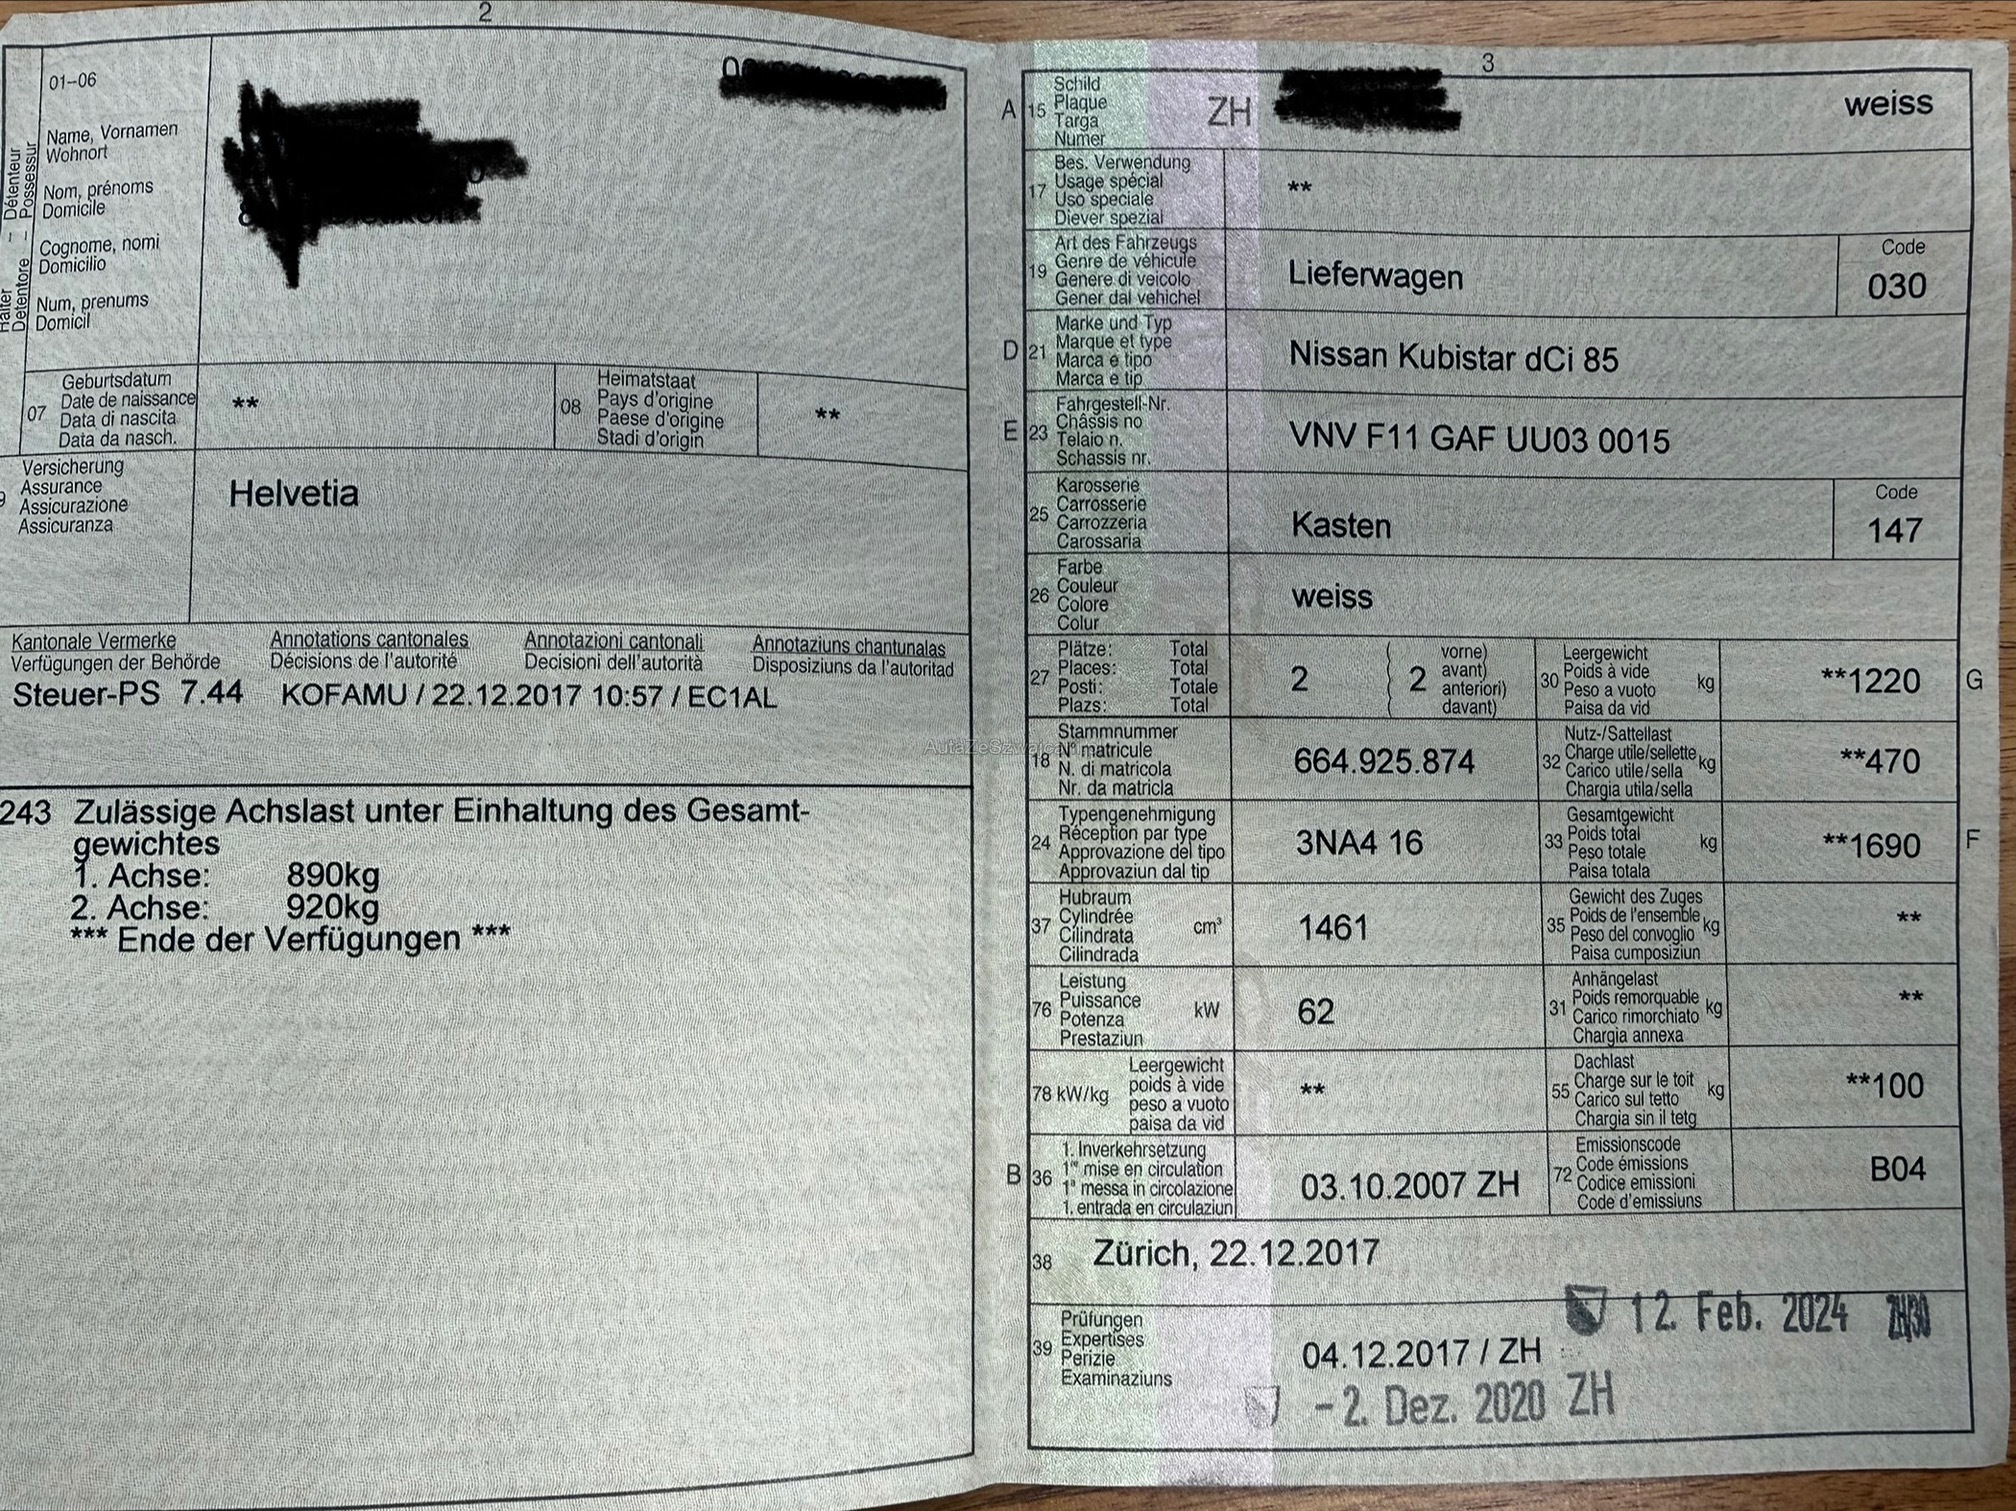 2
01–06
Name, Vornamen
Wohnort
Nom, prénoms
Domicile
Cognome, nomi
Domicilio
Num, prenums
Domicil
Halter – Détenteur
Detentore – Possessur
07
Geburtsdatum
Date de naissance
Data di nascita
Data da nasch.
**
08
Heimatstaat
Pays d'origine
Paese d'origine
Stadi d'origin
**
9
Versicherung
Assurance
Assicurazione
Assicuranza
Helvetia
Kantonale Vermerke Annotations cantonales Annotazioni cantonali Annotaziuns chantunalas
Verfügungen der Behörde Décisions de l'autorité Decisioni dell'autorità Disposiziuns da l'autoritad
Steuer-PS 7.44 KOFAMU / 22.12.2017 10:57 / EC1AL
243 Zulässige Achslast unter Einhaltung des Gesamt-
gewichtes
1. Achse: 890kg
2. Achse: 920kg
*** Ende der Verfügungen ***
3
A 15
Schild
Plaque
Targa
Numer
ZH weiss
17
Bes. Verwendung
Usage spécial
Uso speciale
Diever spezial
**
19
Art des Fahrzeugs
Genre de véhicule
Genere di veicolo
Gener dal vehichel
Lieferwagen
Code
030
D 21
Marke und Typ
Marque et type
Marca e tipo
Marca e tip
Nissan Kubistar dCi 85
E 23
Fahrgestell-Nr.
Châssis no
Telaio n.
Schassis nr.
VNV F11 GAF UU03 0015
25
Karosserie
Carrosserie
Carrozzeria
Carossaria
Kasten
Code
147
26
Farbe
Couleur
Colore
Colur
weiss
27
Plätze: Total
Places: Total
Posti: Totale
Plazs: Total
2
2
vorne)
avant)
anteriori)
davant)
30
Leergewicht
Poids à vide
Peso a vuoto
Paisa da vid
kg
**1220
G
18
Stammnummer
N° matricule
N. di matricola
Nr. da matricla
664.925.874
32
Nutz-/Sattellast
Charge utile/sellette
Carico utile/sella
Chargia utila/sella
kg
**470
24
Typengenehmigung
Réception par type
Approvazione del tipo
Approvaziun dal tip
3NA4 16
33
Gesamtgewicht
Poids total
Peso totale
Paisa totala
kg
**1690
F
37
Hubraum
Cylindrée
Cilindrata
Cilindrada
cm³
1461
35
Gewicht des Zuges
Poids de l'ensemble
Peso del convoglio
Paisa cumposiziun
kg
**
76
Leistung
Puissance
Potenza
Prestaziun
kW
62
31
Anhängelast
Poids remorquable
Carico rimorchiato
Chargia annexa
kg
**
78 kW/kg
Leergewicht
poids à vide
peso a vuoto
paisa da vid
**
55
Dachlast
Charge sur le toit
Carico sul tetto
Chargia sin il tetg
kg
**100
B 36
1. Inverkehrsetzung
1re mise en circulation
1a messa in circolazione
1. entrada en circulaziun
03.10.2007 ZH
72
Emissionscode
Code émissions
Codice emissioni
Code d'emissiuns
B04
38
Zürich, 22.12.2017
39
Prüfungen
Expertises
Perizie
Examinaziuns
12. Feb. 2024 ZH30
04.12.2017 / ZH
-2. Dez. 2020 ZH